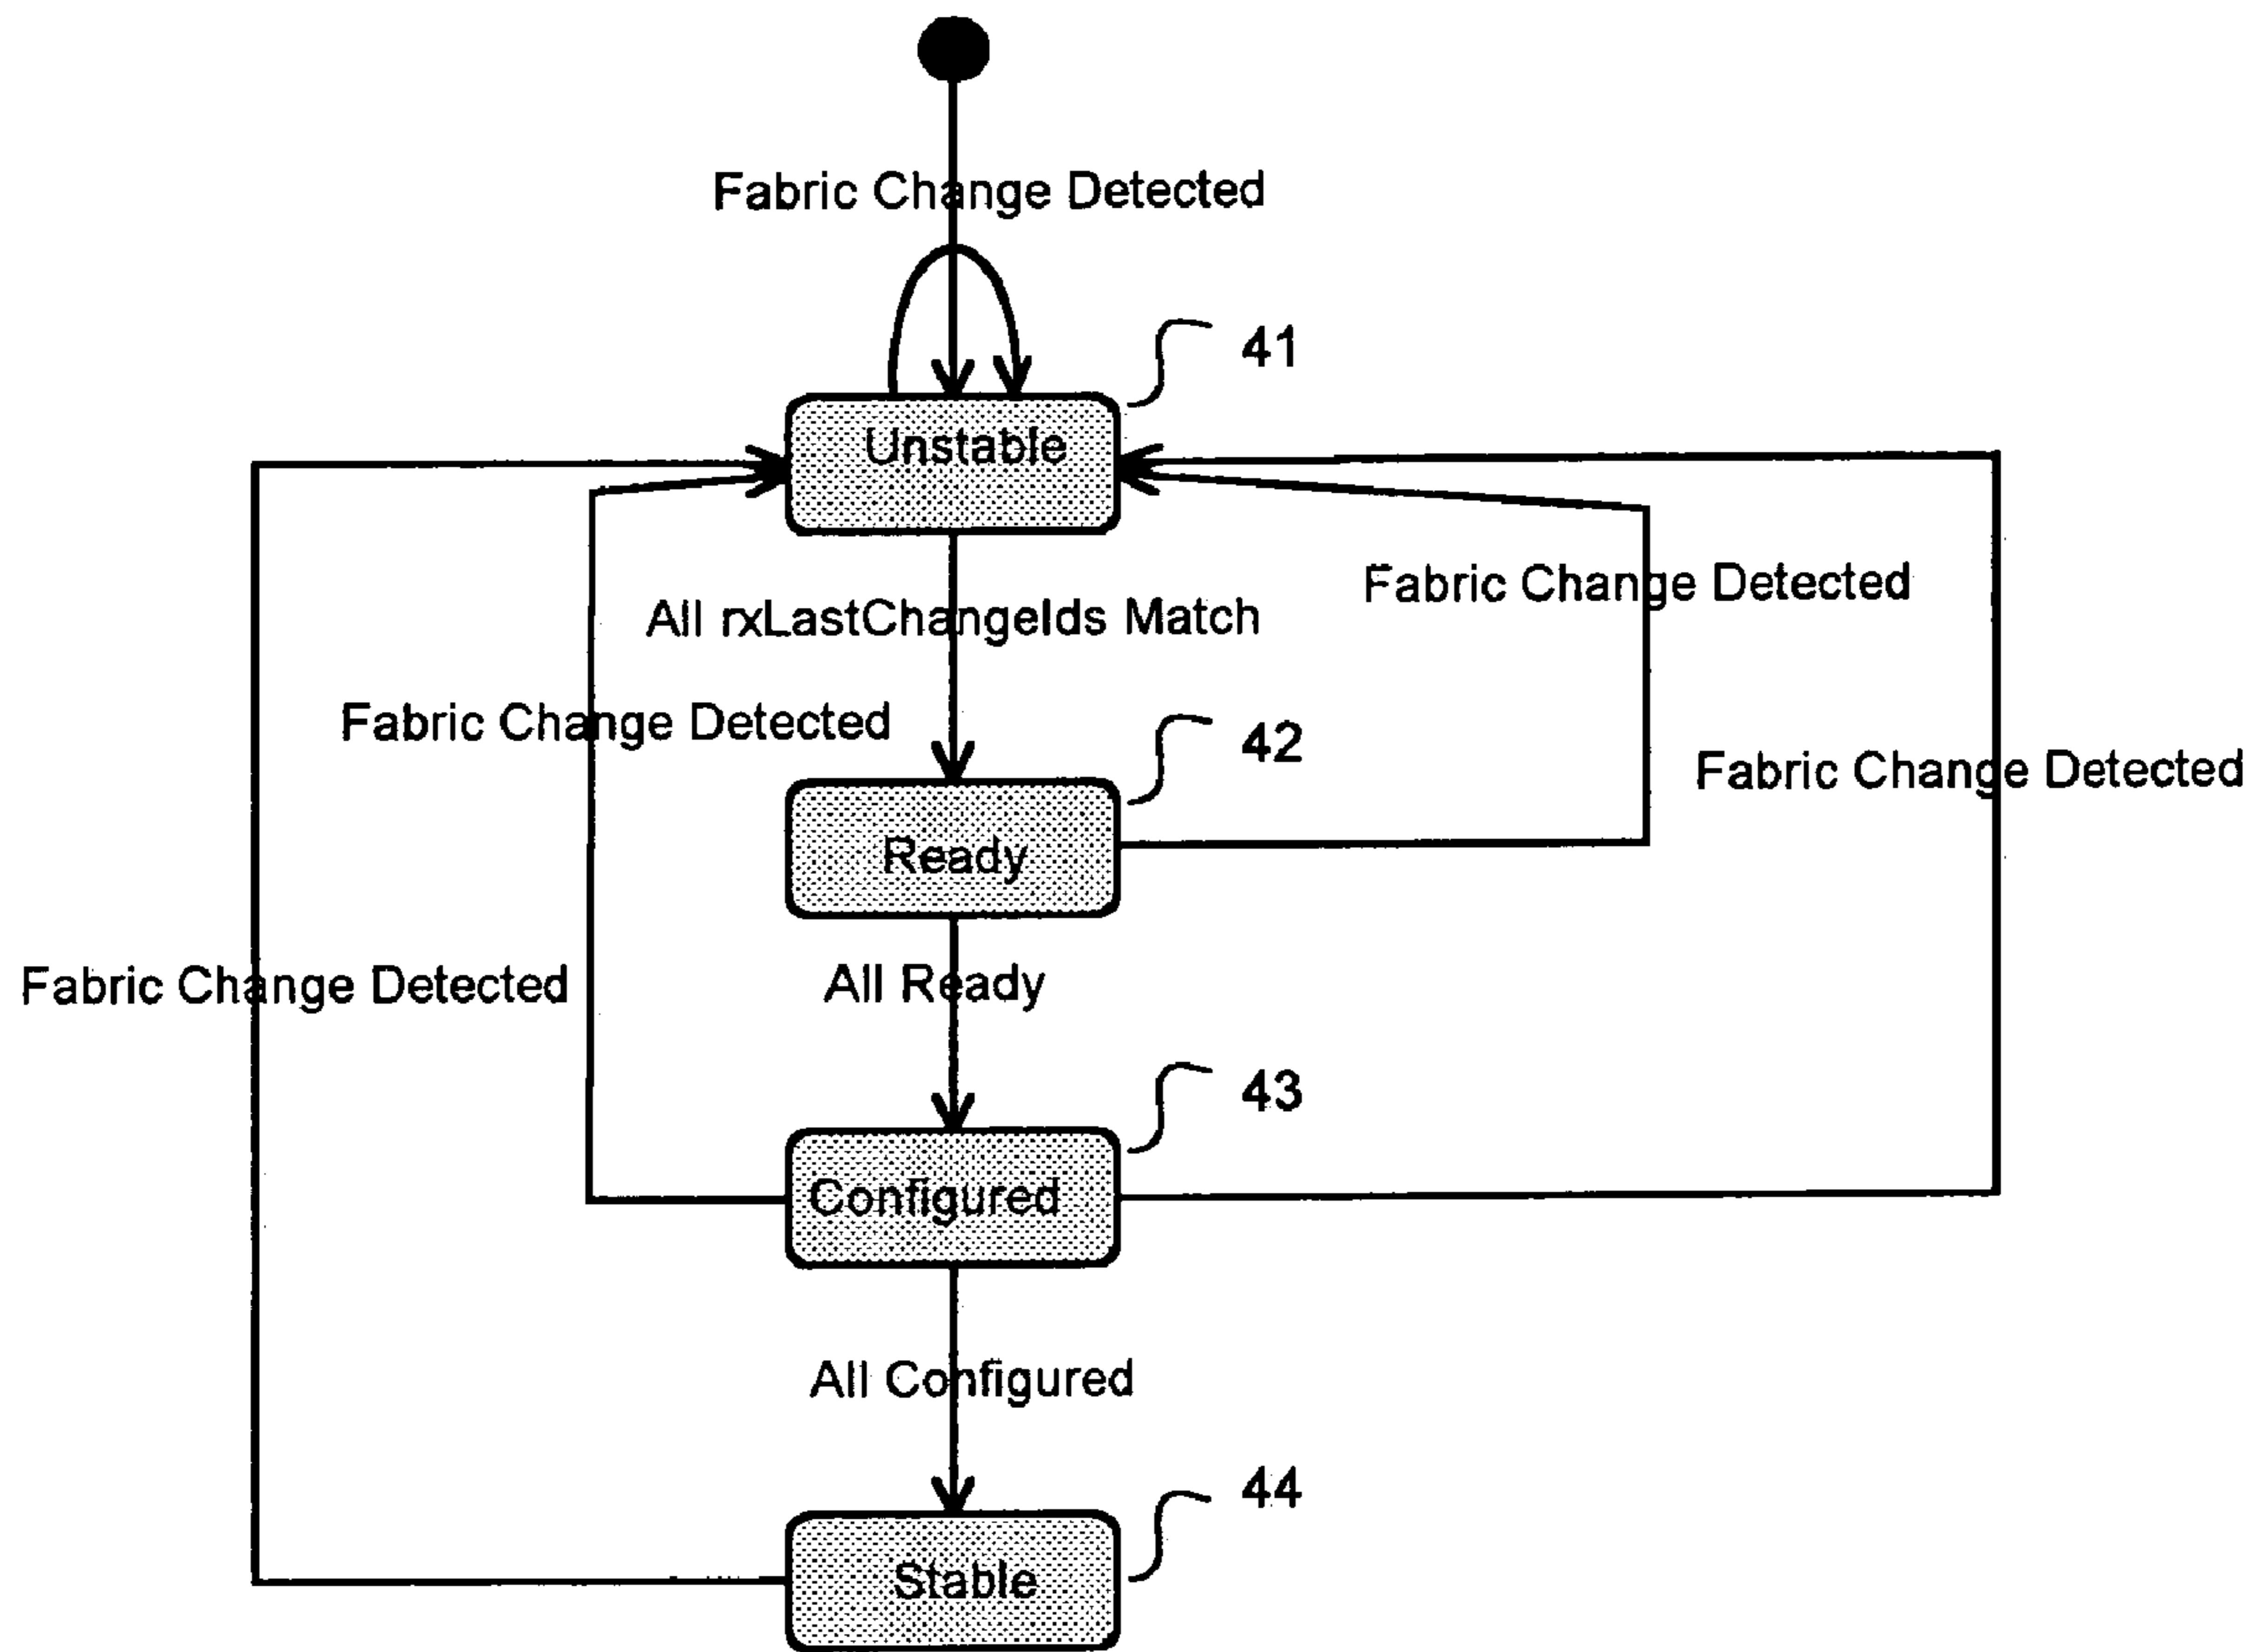 Fabric Change Detected
41
Unstable
Fabric Change Detected
All rxLastChangeIds Match
Fabric Change Detected
42
Fabric Change Detected
Ready
Fabric Change Detected
All Ready
43
Configured
All Configured
44
Stable